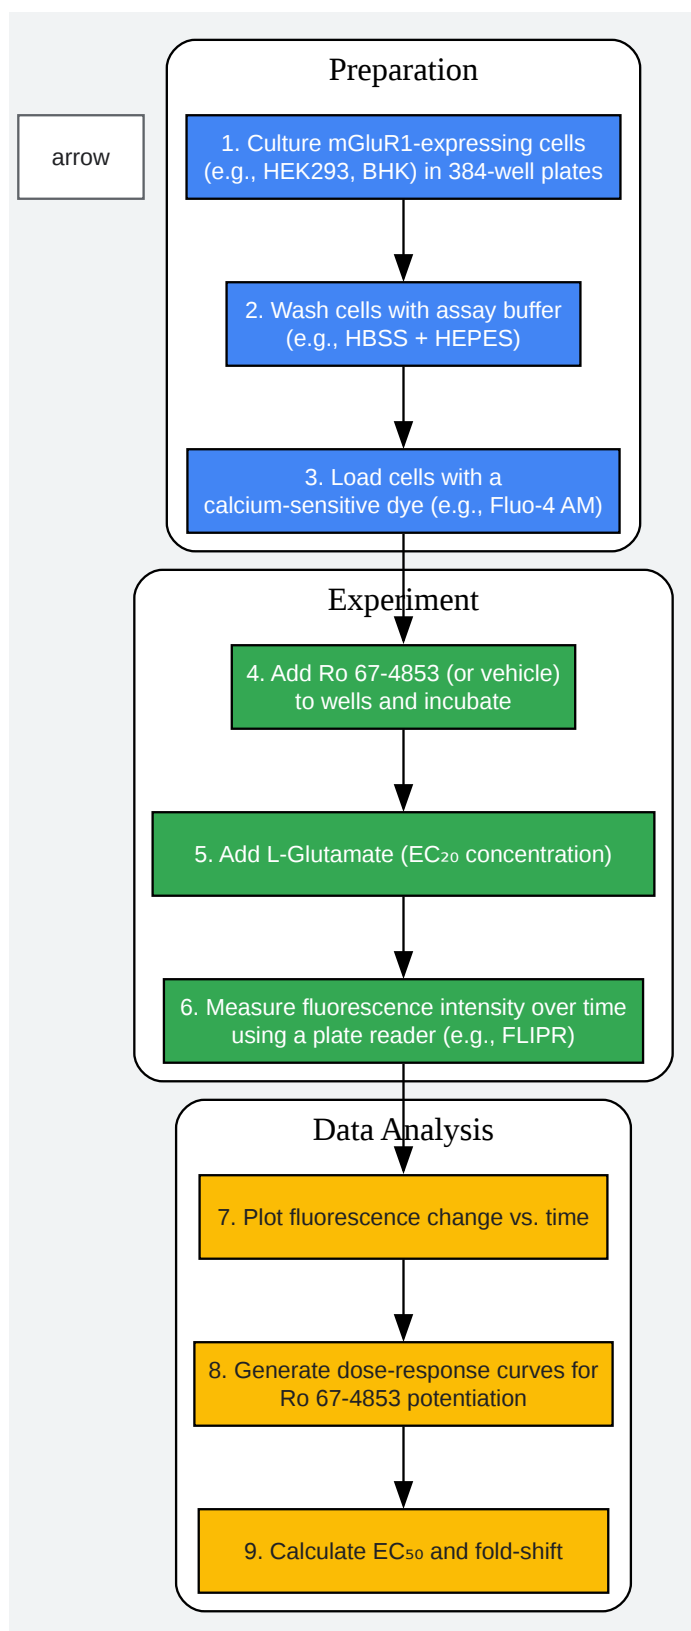 Preparation
arrow
1. Culture mGluR1-expressing cells
(e.g., HEK293, BHK) in 384-well plates
2. Wash cells with assay buffer
(e.g., HBSS + HEPES)
3. Load cells with a
calcium-sensitive dye (e.g., Fluo-4 AM)
Experiment
4. Add Ro 67-4853 (or vehicle)
to wells and incubate
5. Add L-Glutamate (EC₂₀ concentration)
6. Measure fluorescence intensity over time
using a plate reader (e.g., FLIPR)
Data Analysis
7. Plot fluorescence change vs. time
8. Generate dose-response curves for
Ro 67-4853 potentiation
9. Calculate EC₅₀ and fold-shift